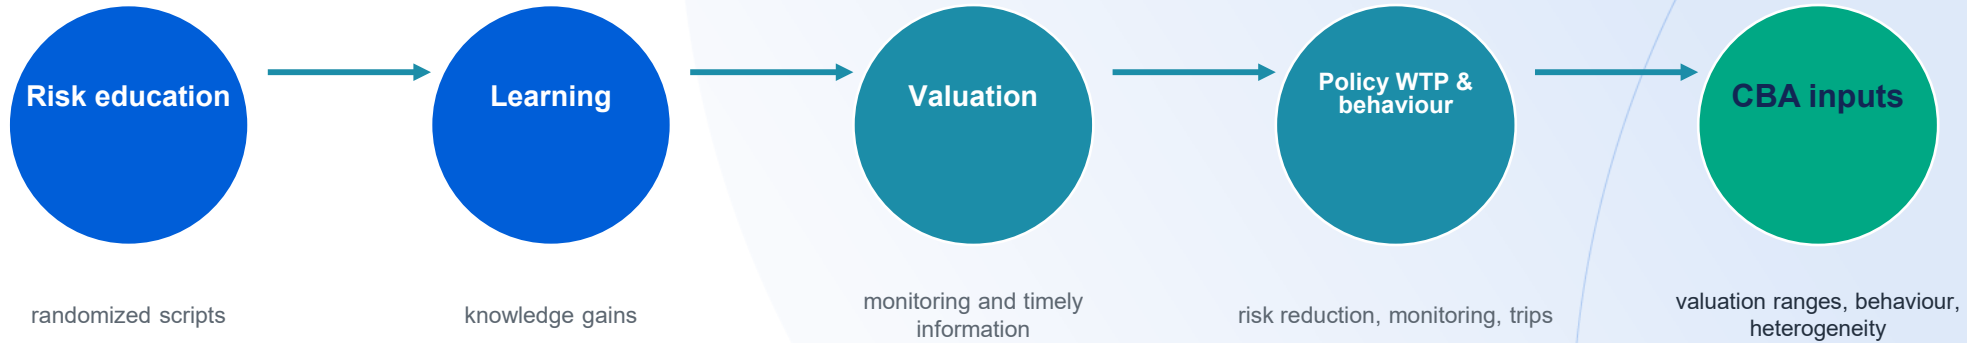 Risk education
Learning
Valuation
Policy WTP &
behaviour
CBA inputs
randomized scripts
knowledge gains
monitoring and timely
information
risk reduction, monitoring, trips
valuation ranges, behaviour,
heterogeneity